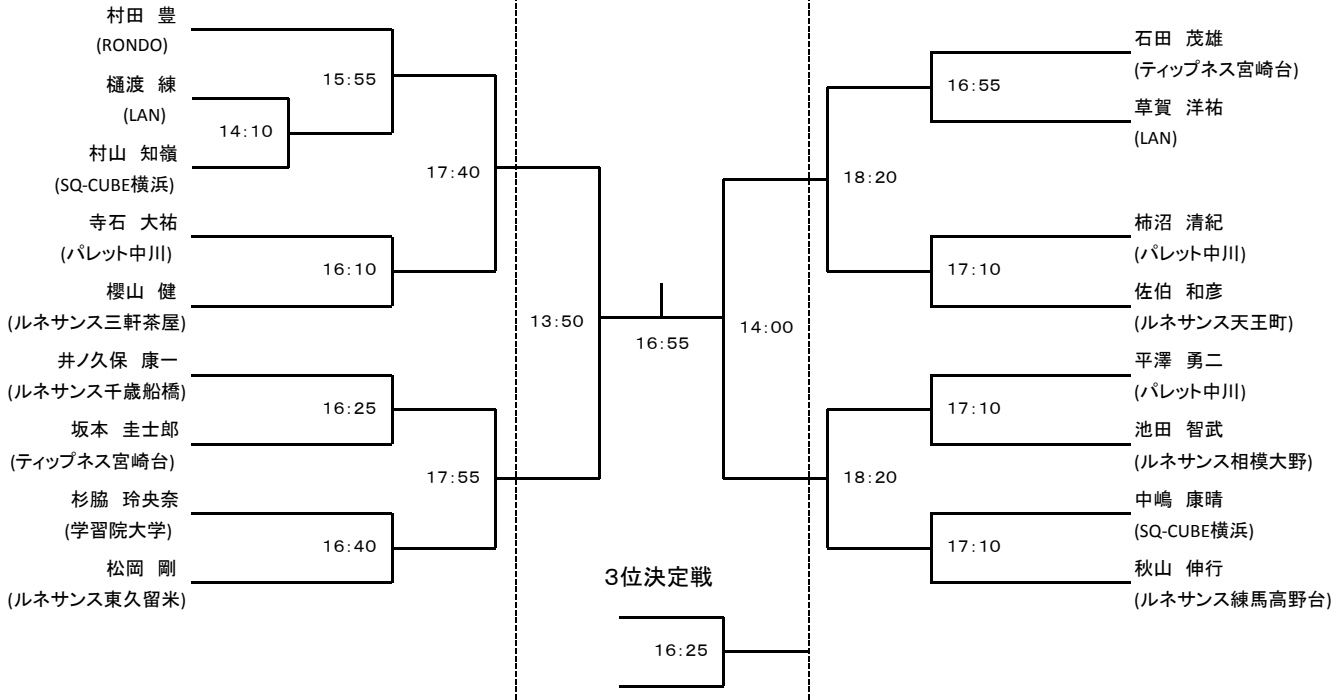 村田　豊
(RONDO)
樋渡　練
(LAN)
村山　知嶺
(SQ-CUBE横浜)
寺石　大祐
(パレット中川)
櫻山　健
(ルネサンス三軒茶屋)
井ノ久保　康一
(ルネサンス千歳船橋)
坂本　圭士郎
(ティップネス宮崎台)
杉脇　玲央奈
(学習院大学)
松岡　剛
(ルネサンス東久留米)
14:10
15:55
16:10
16:25
16:40
17:40
17:55
13:50
16:55
14:00
3位決定戦
16:25
18:20
18:20
16:55
17:10
17:10
17:10
石田　茂雄
(ティップネス宮崎台)
草賀　洋祐
(LAN)
柿沼　清紀
(パレット中川)
佐伯　和彦
(ルネサンス天王町)
平澤　勇二
(パレット中川)
池田　智武
(ルネサンス相模大野)
中嶋　康晴
(SQ-CUBE横浜)
秋山　伸行
(ルネサンス練馬高野台)